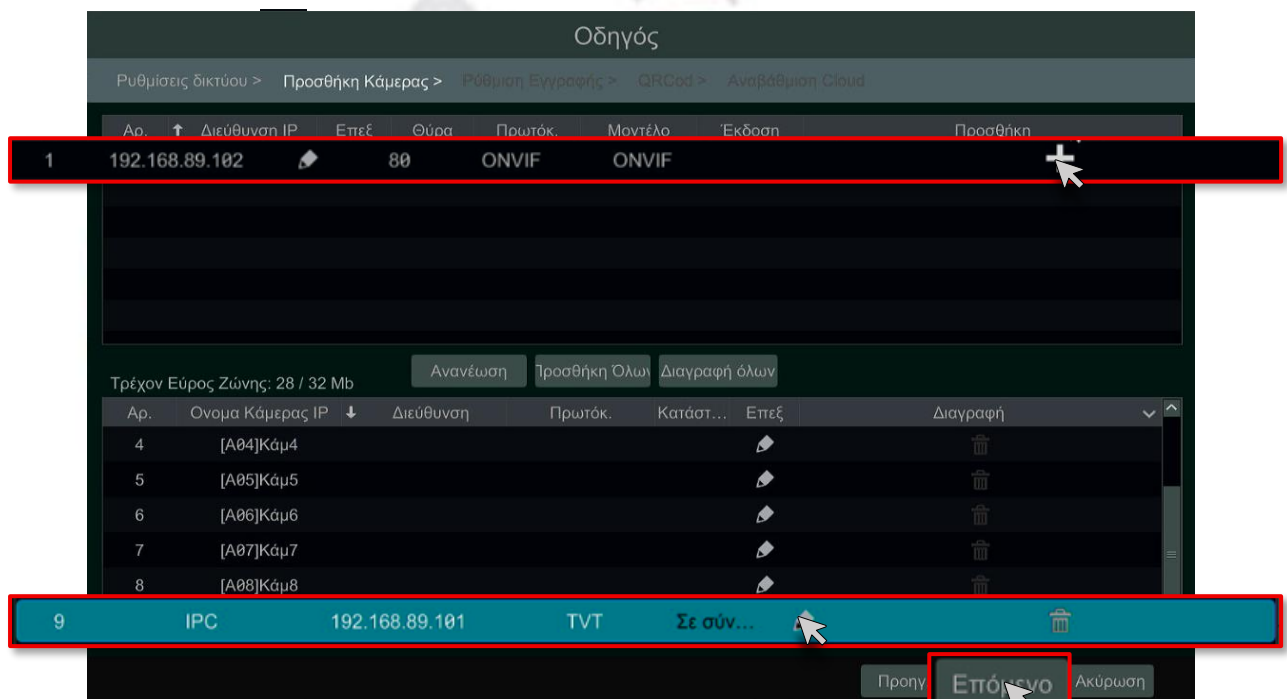 Οδηγός
Ρυθμίσεις δικτύου > Προσθήκη Κάμερας > Ρύθμιση Εγγραφής > QRCod > Αναβάθμιση Cloud
Αρ. Διεύθυνση IP Επεξ Θύρα Πρωτόκ. Μοντέλο Έκδοση Προσθήκη
1 192.168.89.102 80 ONVIF ONVIF
Ανανέωση Προσθήκη Όλων Διαγραφή όλων
Τρέχον Εύρος Ζώνης: 28 / 32 Mb
Αρ. Ονομα Κάμερας IP Διεύθυνση Πρωτόκ. Κατάστ... Επεξ Διαγραφή
4 [A04]Κάμ4
5 [A05]Κάμ5
6 [A06]Κάμ6
7 [A07]Κάμ7
8 [A08]Κάμ8
9 IPC 192.168.89.101 TVT Σε σύν...
Προηγ Επόμενο Ακύρωση